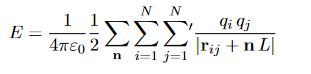 E = \frac{1}{4\pi\varepsilon_0} \frac{1}{2} \sum_{\mathbf{n}} \sum_{i=1}^{N} \sum_{j=1}^{N}{}' \frac{q_i q_j}{|\mathbf{r}_{ij} + \mathbf{n} L|}